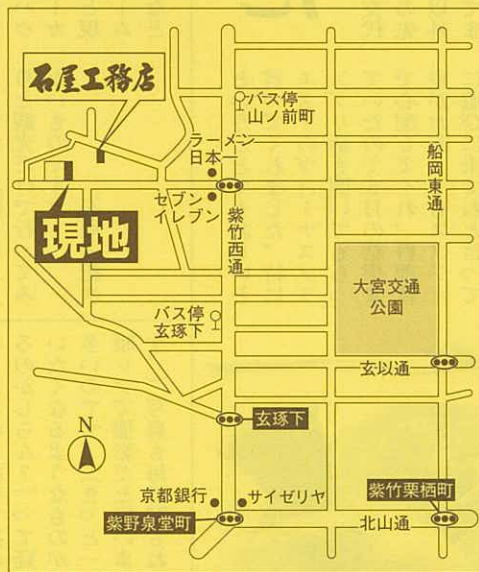 石屋工務店
バス停
山ノ前町
ラーメン
日本一
セブン
イレブン
紫竹西通
船岡東通
現地
大宮交通
公園
バス停
玄琢下
玄以通
玄琢下
N
京都銀行
サイゼリヤ
紫竹栗栖町
紫野泉堂町
北山通